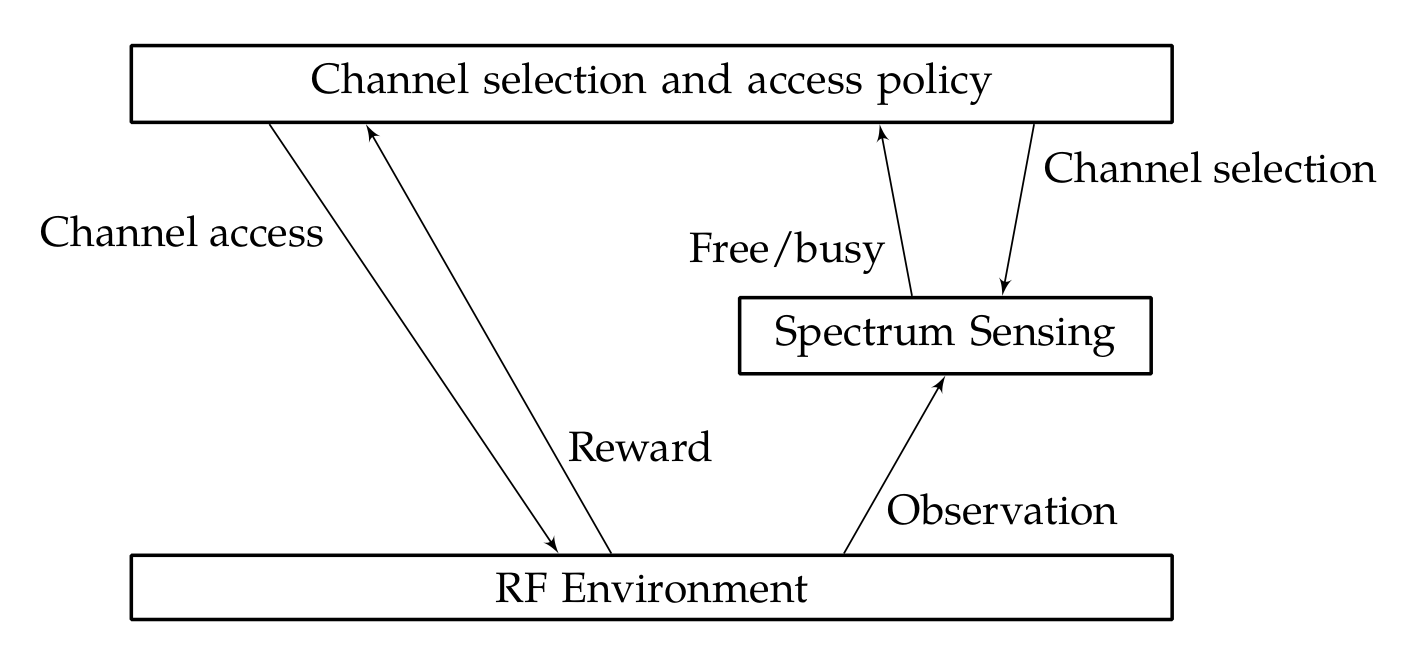 Channel selection and access policy
Channel selection
Channel access
Free/busy
Spectrum Sensing
Reward
Observation
RF Environment